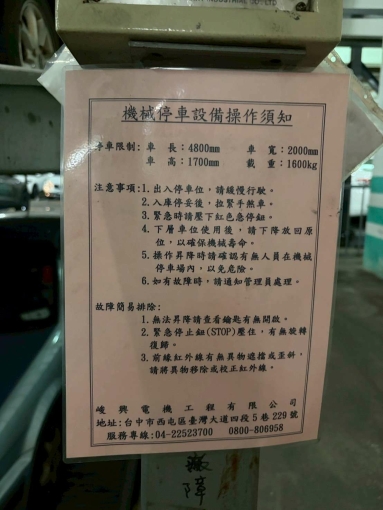 INDUSTRIAL CO., LTD
機械停車設備操作須知
停車限制:車 長:4800mm 車 寬:2000mm
車 高:1700mm 載 重:1600kg
注意事項:1.出入停車位,請緩慢行駛。
2.入庫停妥後,拉緊手煞車。
3.緊急時請壓下紅色急停鈕。
4.下層車位使用後,請下降放回原
位,以確保機械壽命。
5.操作昇降時請確認有無人員在機械
停車場內,以免危險。
6.如有故障時,請通知管理員處理。
故障簡易排除:
1.無法昇降時請查看鑰匙有無開啟。
2.緊急停止鈕(STOP)壓住,有無旋轉
復歸。
3.前線紅外線有無異物遮擋或歪斜,
請將異物移除或校正紅外線。
峻興電機工程有限公司
地址:台中市西屯區臺灣大道四段5巷229號
服務專線:04-22523700 0800-806958
故
障